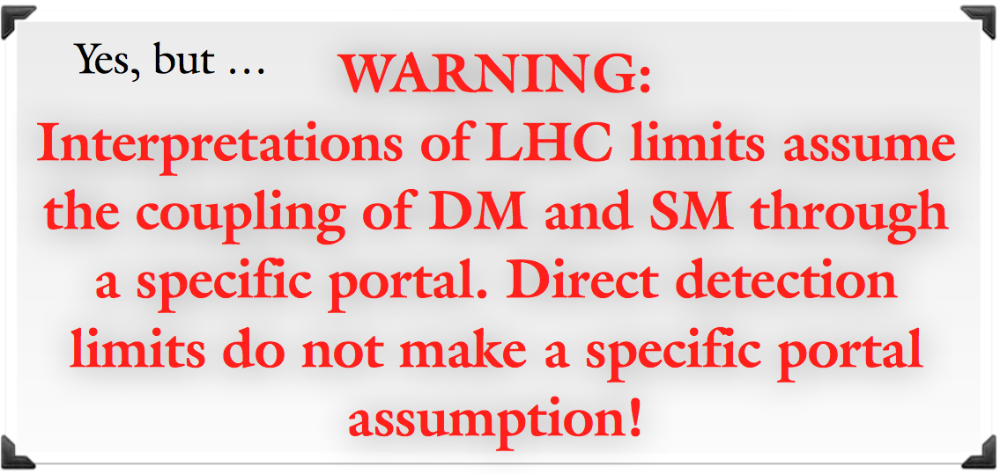 Yes, but …
WARNING:
Interpretations of LHC limits assume
the coupling of DM and SM through
a specific portal. Direct detection
limits do not make a specific portal
assumption!